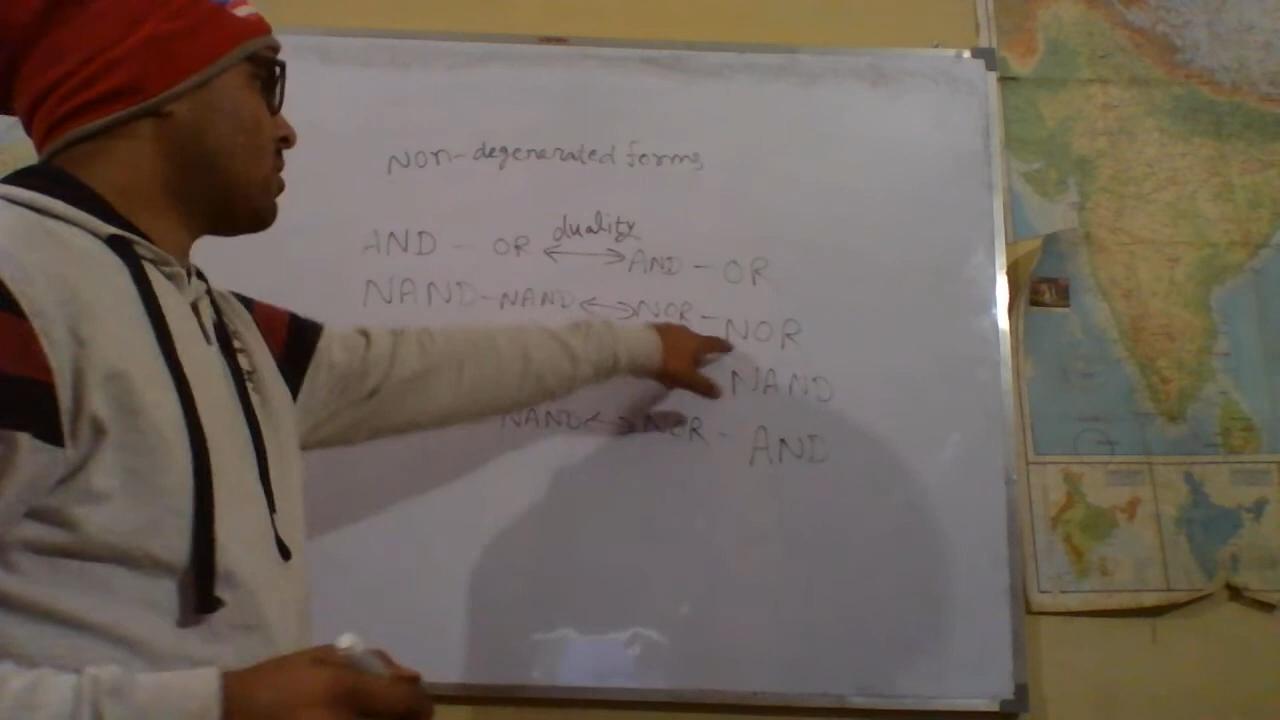 Non-degenerated forms
duality
AND - OR <-> AND - OR
NAND-NAND <-> NOR - NOR
NAND
NAND <-> NOR - AND